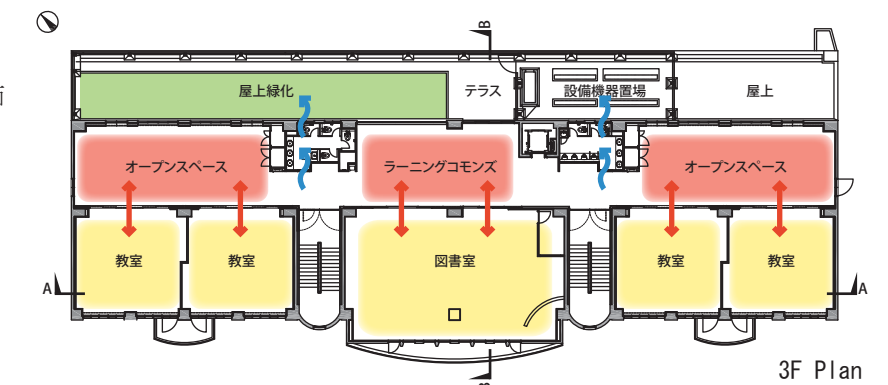 B
面
屋上緑化
テラス
設備機器置場
屋上
オープンスペース
ラーニングコモンズ
オープンスペース
教室
教室
図書室
教室
教室
A
A
B
3F Plan